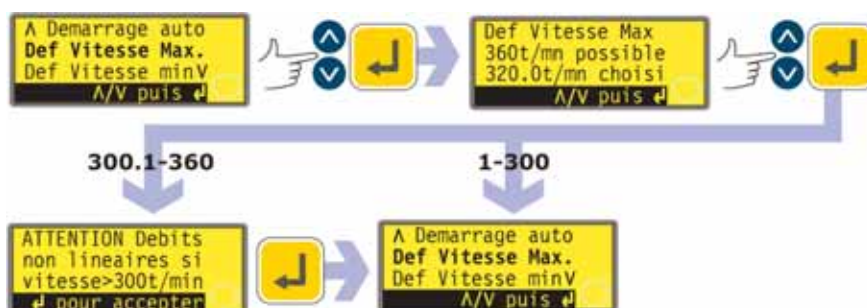 Λ Demarrage auto
Def Vitesse Max.
Def Vitesse minV
Λ/V puis ↲
Def Vitesse Max
360t/mn possible
320.0t/mn choisi
Λ/V puis ↲
300.1-360
1-300
ATTENTION Debits
non lineaires si
vitesse>300t/min
↲ pour accepter
Λ Demarrage auto
Def Vitesse Max.
Def Vitesse minV
Λ/V puis ↲